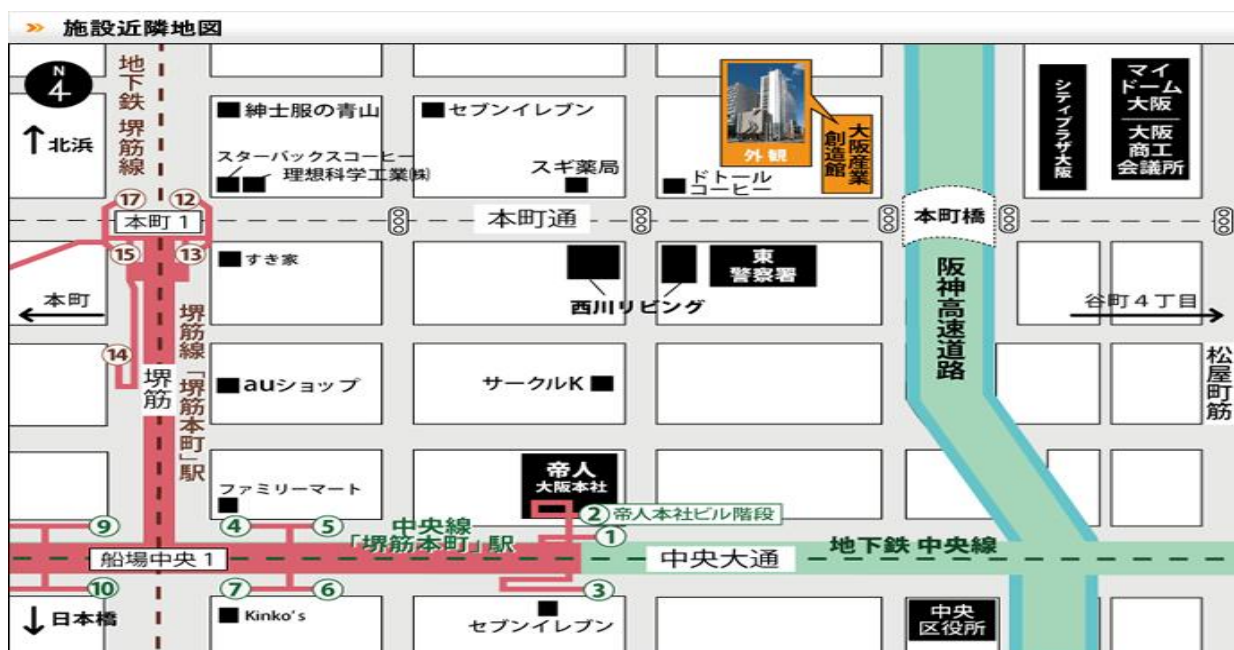 施設近隣地図
N
4
地下鉄 堺筋線
北浜
紳士服の青山
セブンイレブン
外観
大阪産業
創造館
シティプラザ大阪
マイ
ドーム
大阪
大阪
商工
会議所
スターバックスコーヒー
理想科学工業㈱
スギ薬局
ドトール
コーヒー
17
12
本町1
本町通
本町橋
15
13
すき家
西川リビング
東
警察署
本町
堺筋線「堺筋本町」駅
阪神高速道路
谷町4丁目
14
堺筋
auショップ
サークルK
松屋町筋
ファミリーマート
帝人
大阪本社
9
4
5
中央線
「堺筋本町」駅
2
帝人本社ビル階段
1
船場中央1
中央大通
地下鉄 中央線
10
7
6
3
日本橋
Kinko's
セブンイレブン
中央
区役所